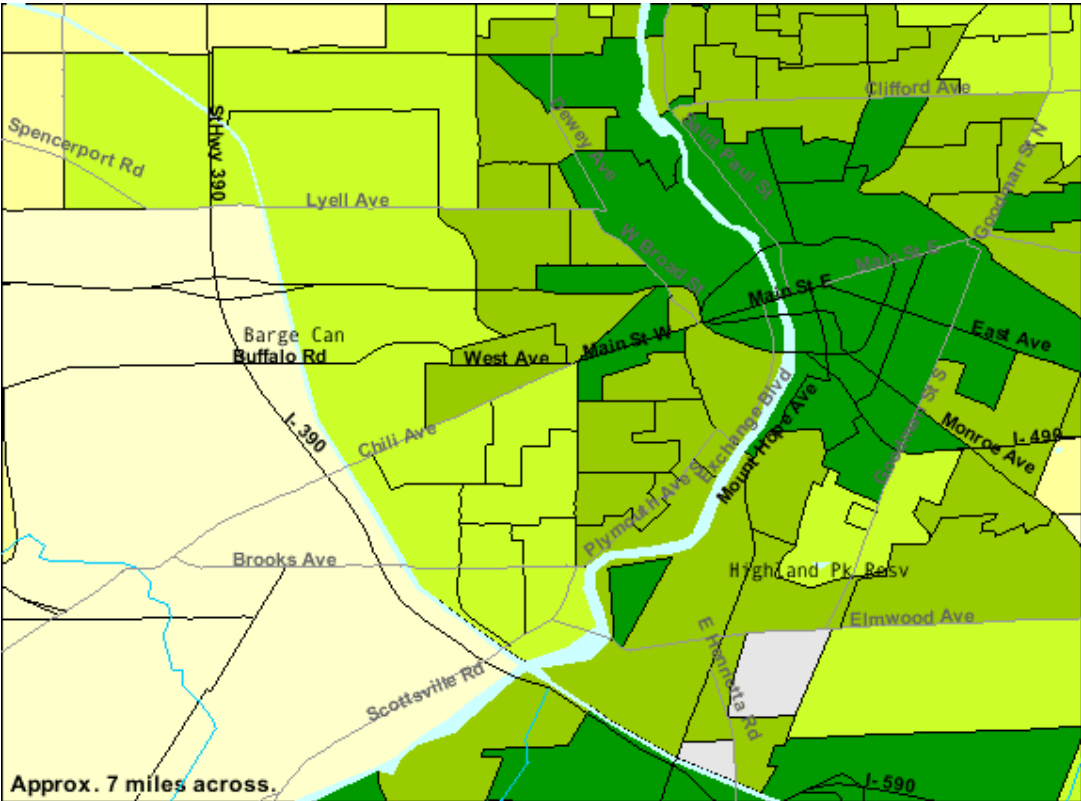 Clifford Ave
Dewey Ave
Saint Paul St
Spencerport Rd
St Hwy 390
Goodman St N
Lyell Ave
W Broad St
Main St E
Main St E
Barge Can
Buffalo Rd
West Ave
Main St W
East Ave
Exchange Blvd
Mount Hope Ave
Goodman St S
I- 390
Chili Ave
Monroe Ave
I- 490
Plymouth Ave S
Brooks Ave
Highland Pk Resv
Elmwood Ave
E Henrietta Rd
Scottsville Rd
Approx. 7 miles across.
I- 590